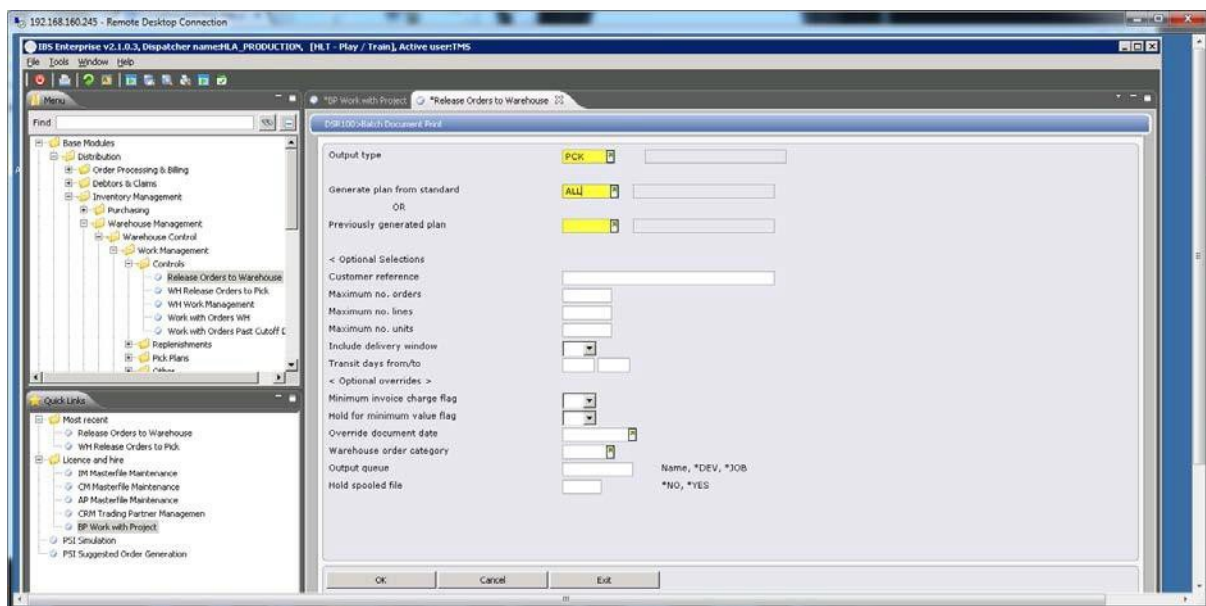 192.168.160.245 - Remote Desktop Connection
IBS Enterprise v2.1.0.3, Dispatcher name:HLA_PRODUCTION, [HLT - Play / Train], Active user:TMS
File Tools Window Help
Menu
*BP Work with Project
*Release Orders to Warehouse
Find
DSR100>Batch Document Print
Base Modules
Distribution
Order Processing & Billing
Debtors & Claims
Inventory Management
Purchasing
Warehouse Management
Warehouse Control
Work Management
Controls
Release Orders to Warehouse
WH Release Orders to Pick
WH Work Management
Work with Orders WH
Work with Orders Past Cutoff D
Replenishments
Pick Plans
Other
Quick Links
Most recent
Release Orders to Warehouse
WH Release Orders to Pick
Licence and hire
IM Masterfile Maintenance
CM Masterfile Maintenance
AP Masterfile Maintenance
CRM Trading Partner Managemen
BP Work with Project
PSI Simulation
PSI Suggested Order Generation
Output type PCK
Generate plan from standard ALL
OR
Previously generated plan
< Optional Selections
Customer reference
Maximum no. orders
Maximum no. lines
Maximum no. units
Include delivery window
Transit days from/to
< Optional overrides >
Minimum invoice charge flag
Hold for minimum value flag
Override document date
Warehouse order category
Output queue Name, *DEV, *JOB
Hold spooled file *NO, *YES
OK Cancel Exit